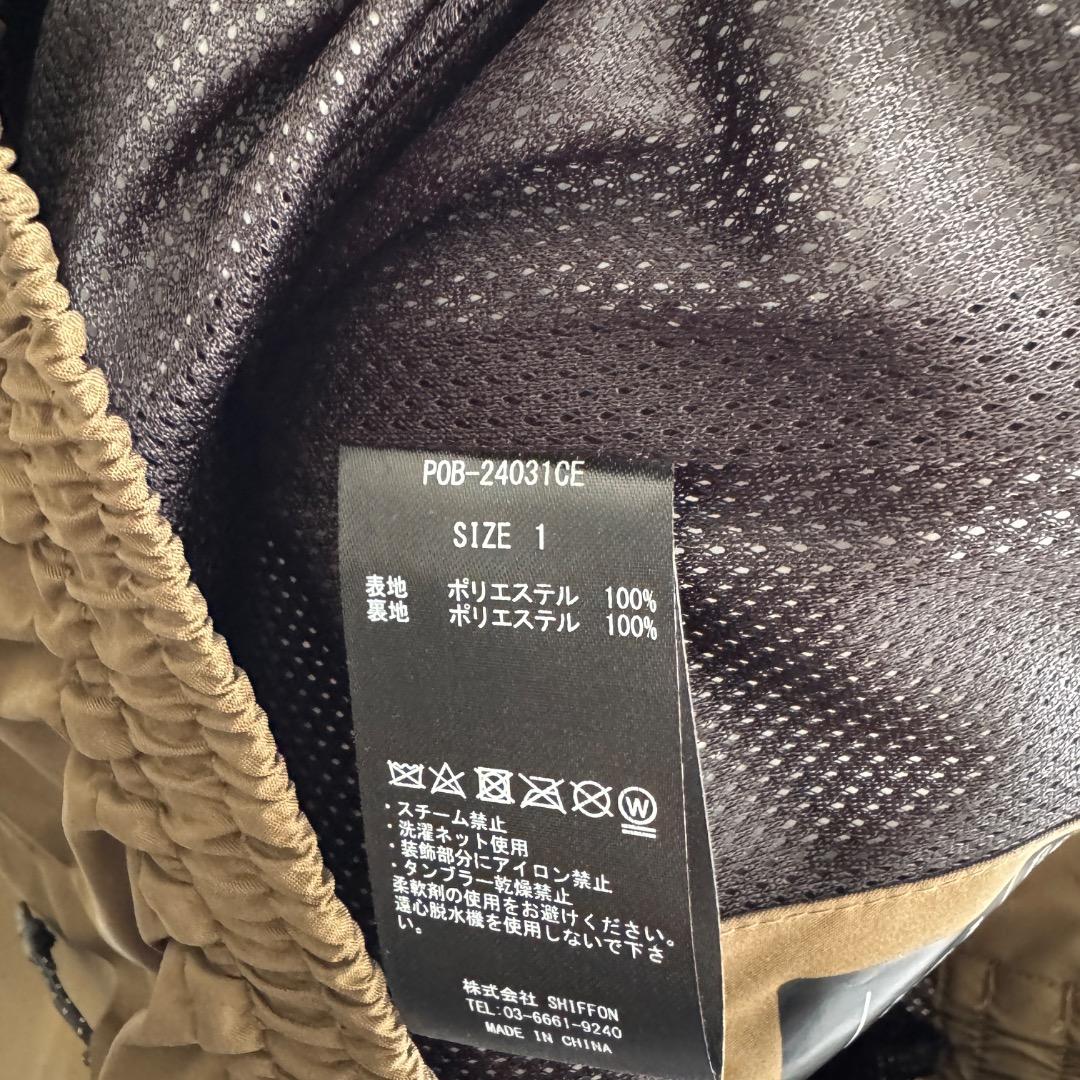 POB-24031CE
SIZE 1
表地 ポリエステル 100%
裏地 ポリエステル 100%
W
・スチーム禁止
・洗濯ネット使用
・装飾部分にアイロン禁止
・タンブラー乾燥禁止
柔軟剤の使用をお避けください。
遠心脱水機を使用しないで下さ
い。
株式会社 SHIFFON
TEL:03-6661-9240
MADE IN CHINA